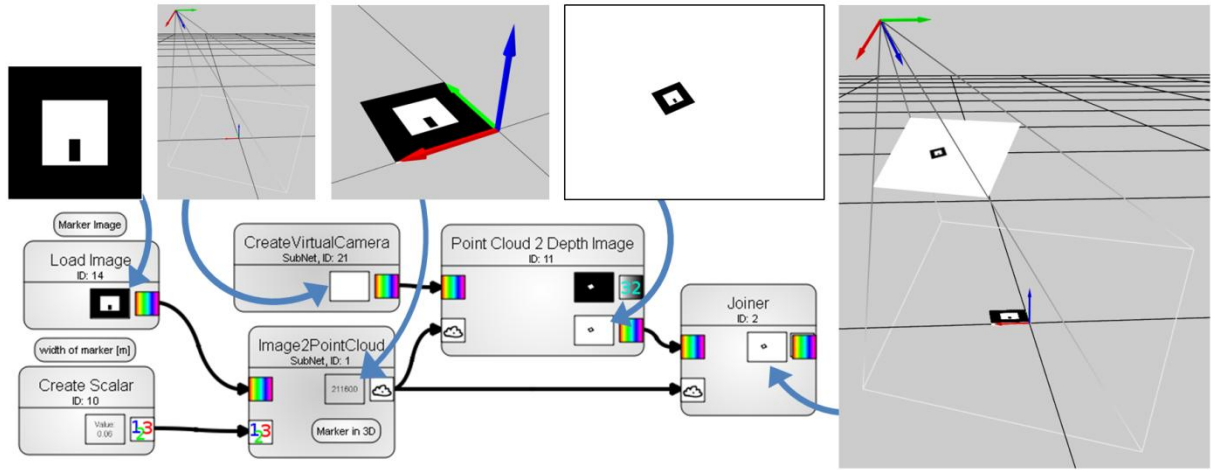 Marker Image
Load Image
ID: 14
width of marker [m]
Create Scalar
ID: 10
Value:
0.06
123
CreateVirtualCamera
SubNet, ID: 21
Image2PointCloud
SubNet, ID: 1
211600
123
Marker in 3D
Point Cloud 2 Depth Image
ID: 11
32
Joiner
ID: 2